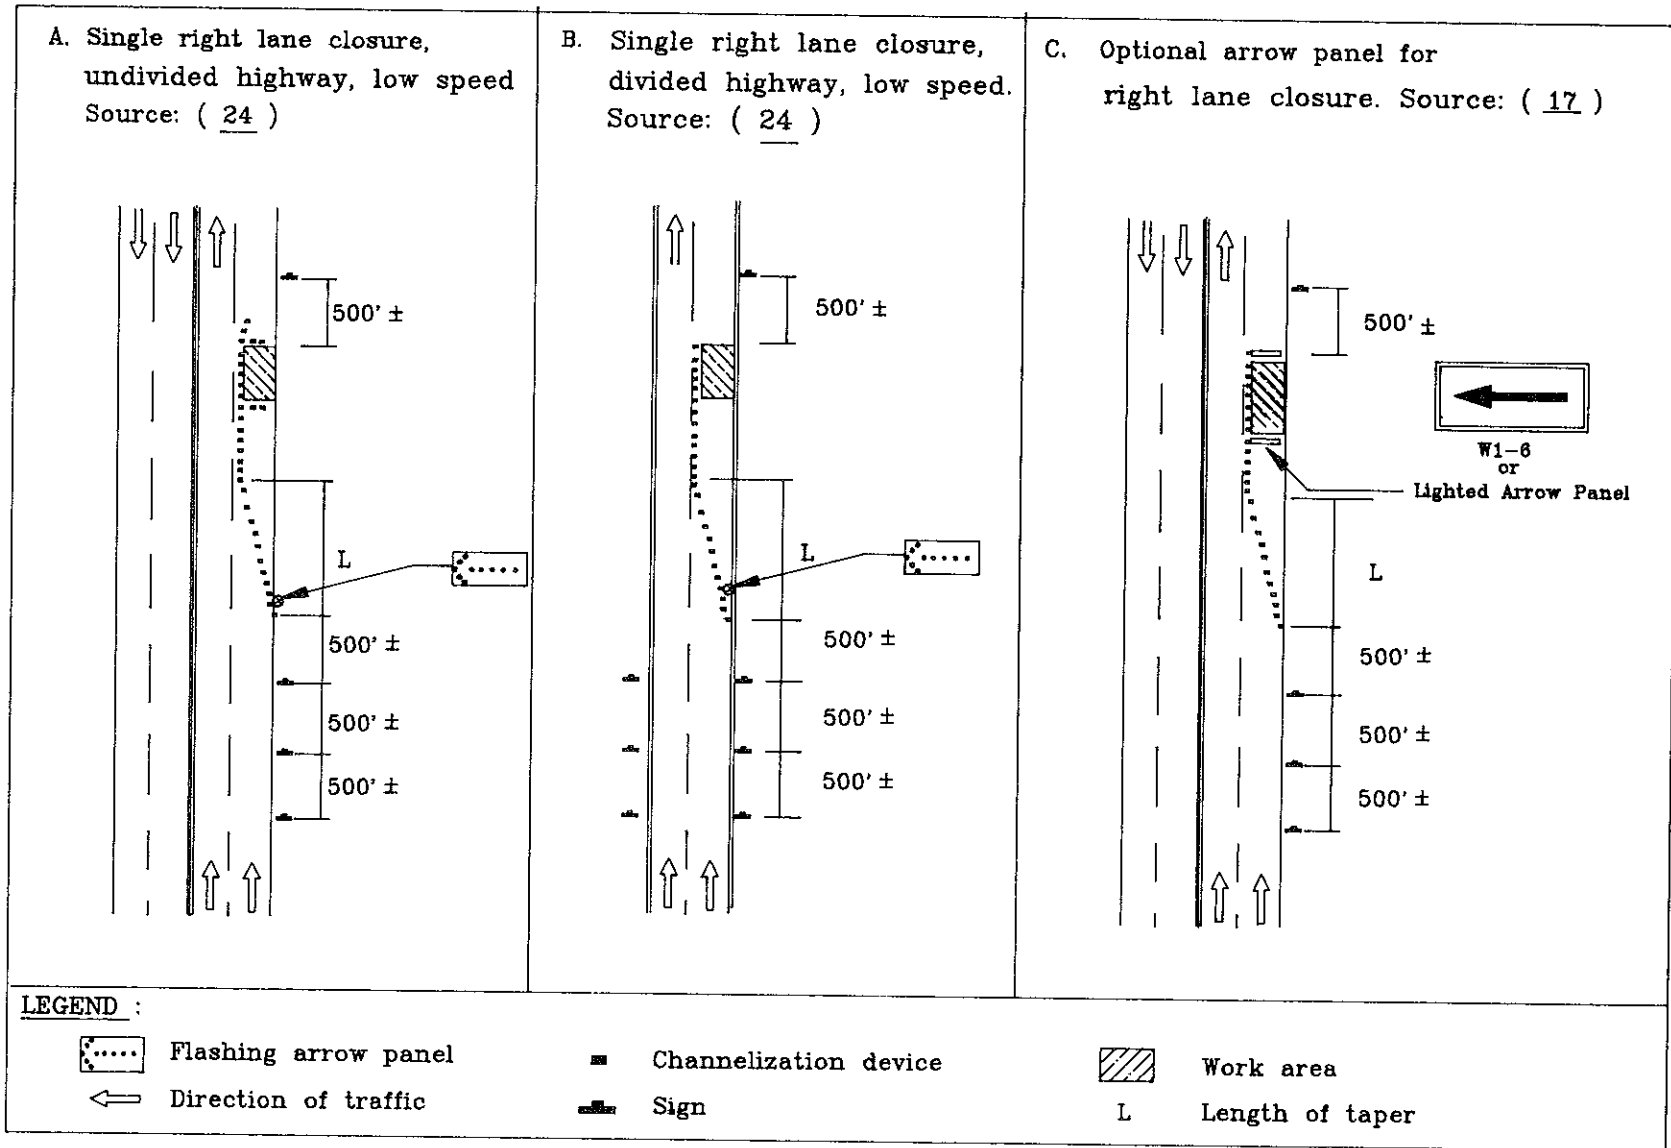 A. Single right lane closure,
undivided highway, low speed
Source: ( 24 )
500' ±
L
500' ±
500' ±
500' ±
B. Single right lane closure,
divided highway, low speed.
Source: ( 24 )
500' ±
L
500' ±
500' ±
500' ±
C. Optional arrow panel for
right lane closure. Source: ( 17 )
500' ±
W1-6
or
Lighted Arrow Panel
L
500' ±
500' ±
500' ±
LEGEND :
Flashing arrow panel
Channelization device
Work area
Direction of traffic
Sign
L Length of taper